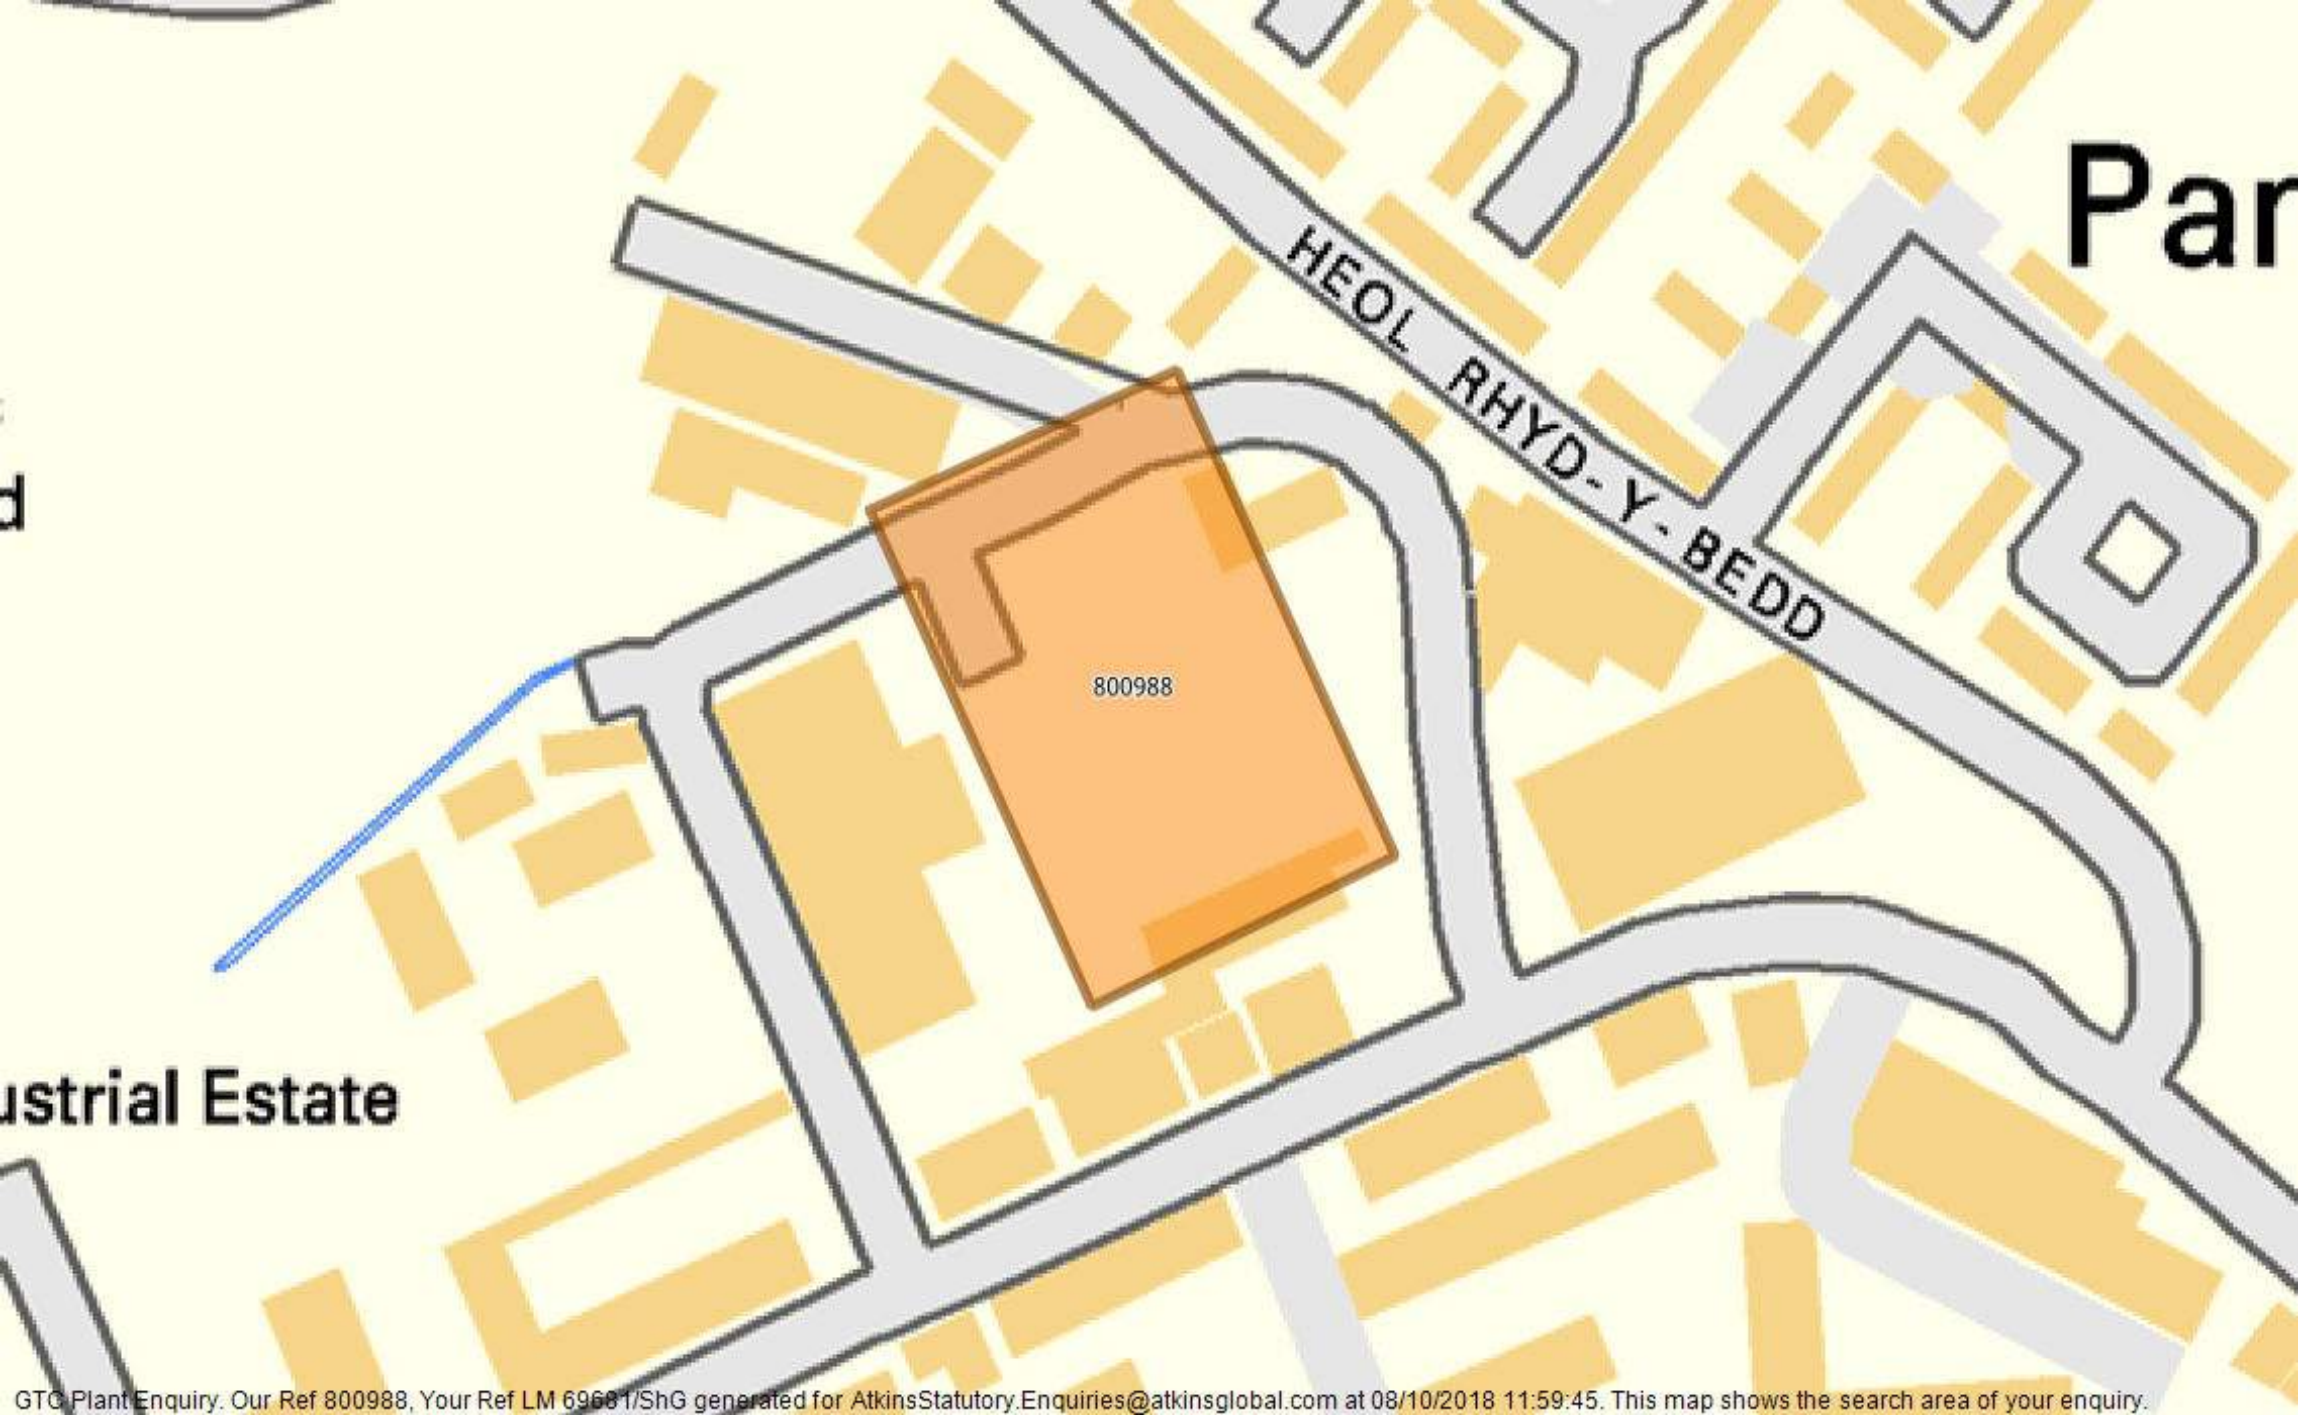 Par
HEOL RHYD-Y-BEDD
d
800988
ustrial Estate
GTC Plant Enquiry. Our Ref 800988, Your Ref LM 69681/ShG generated for AtkinsStatutory.Enquiries@atkinsglobal.com at 08/10/2018 11:59:45. This map shows the search area of your enquiry.